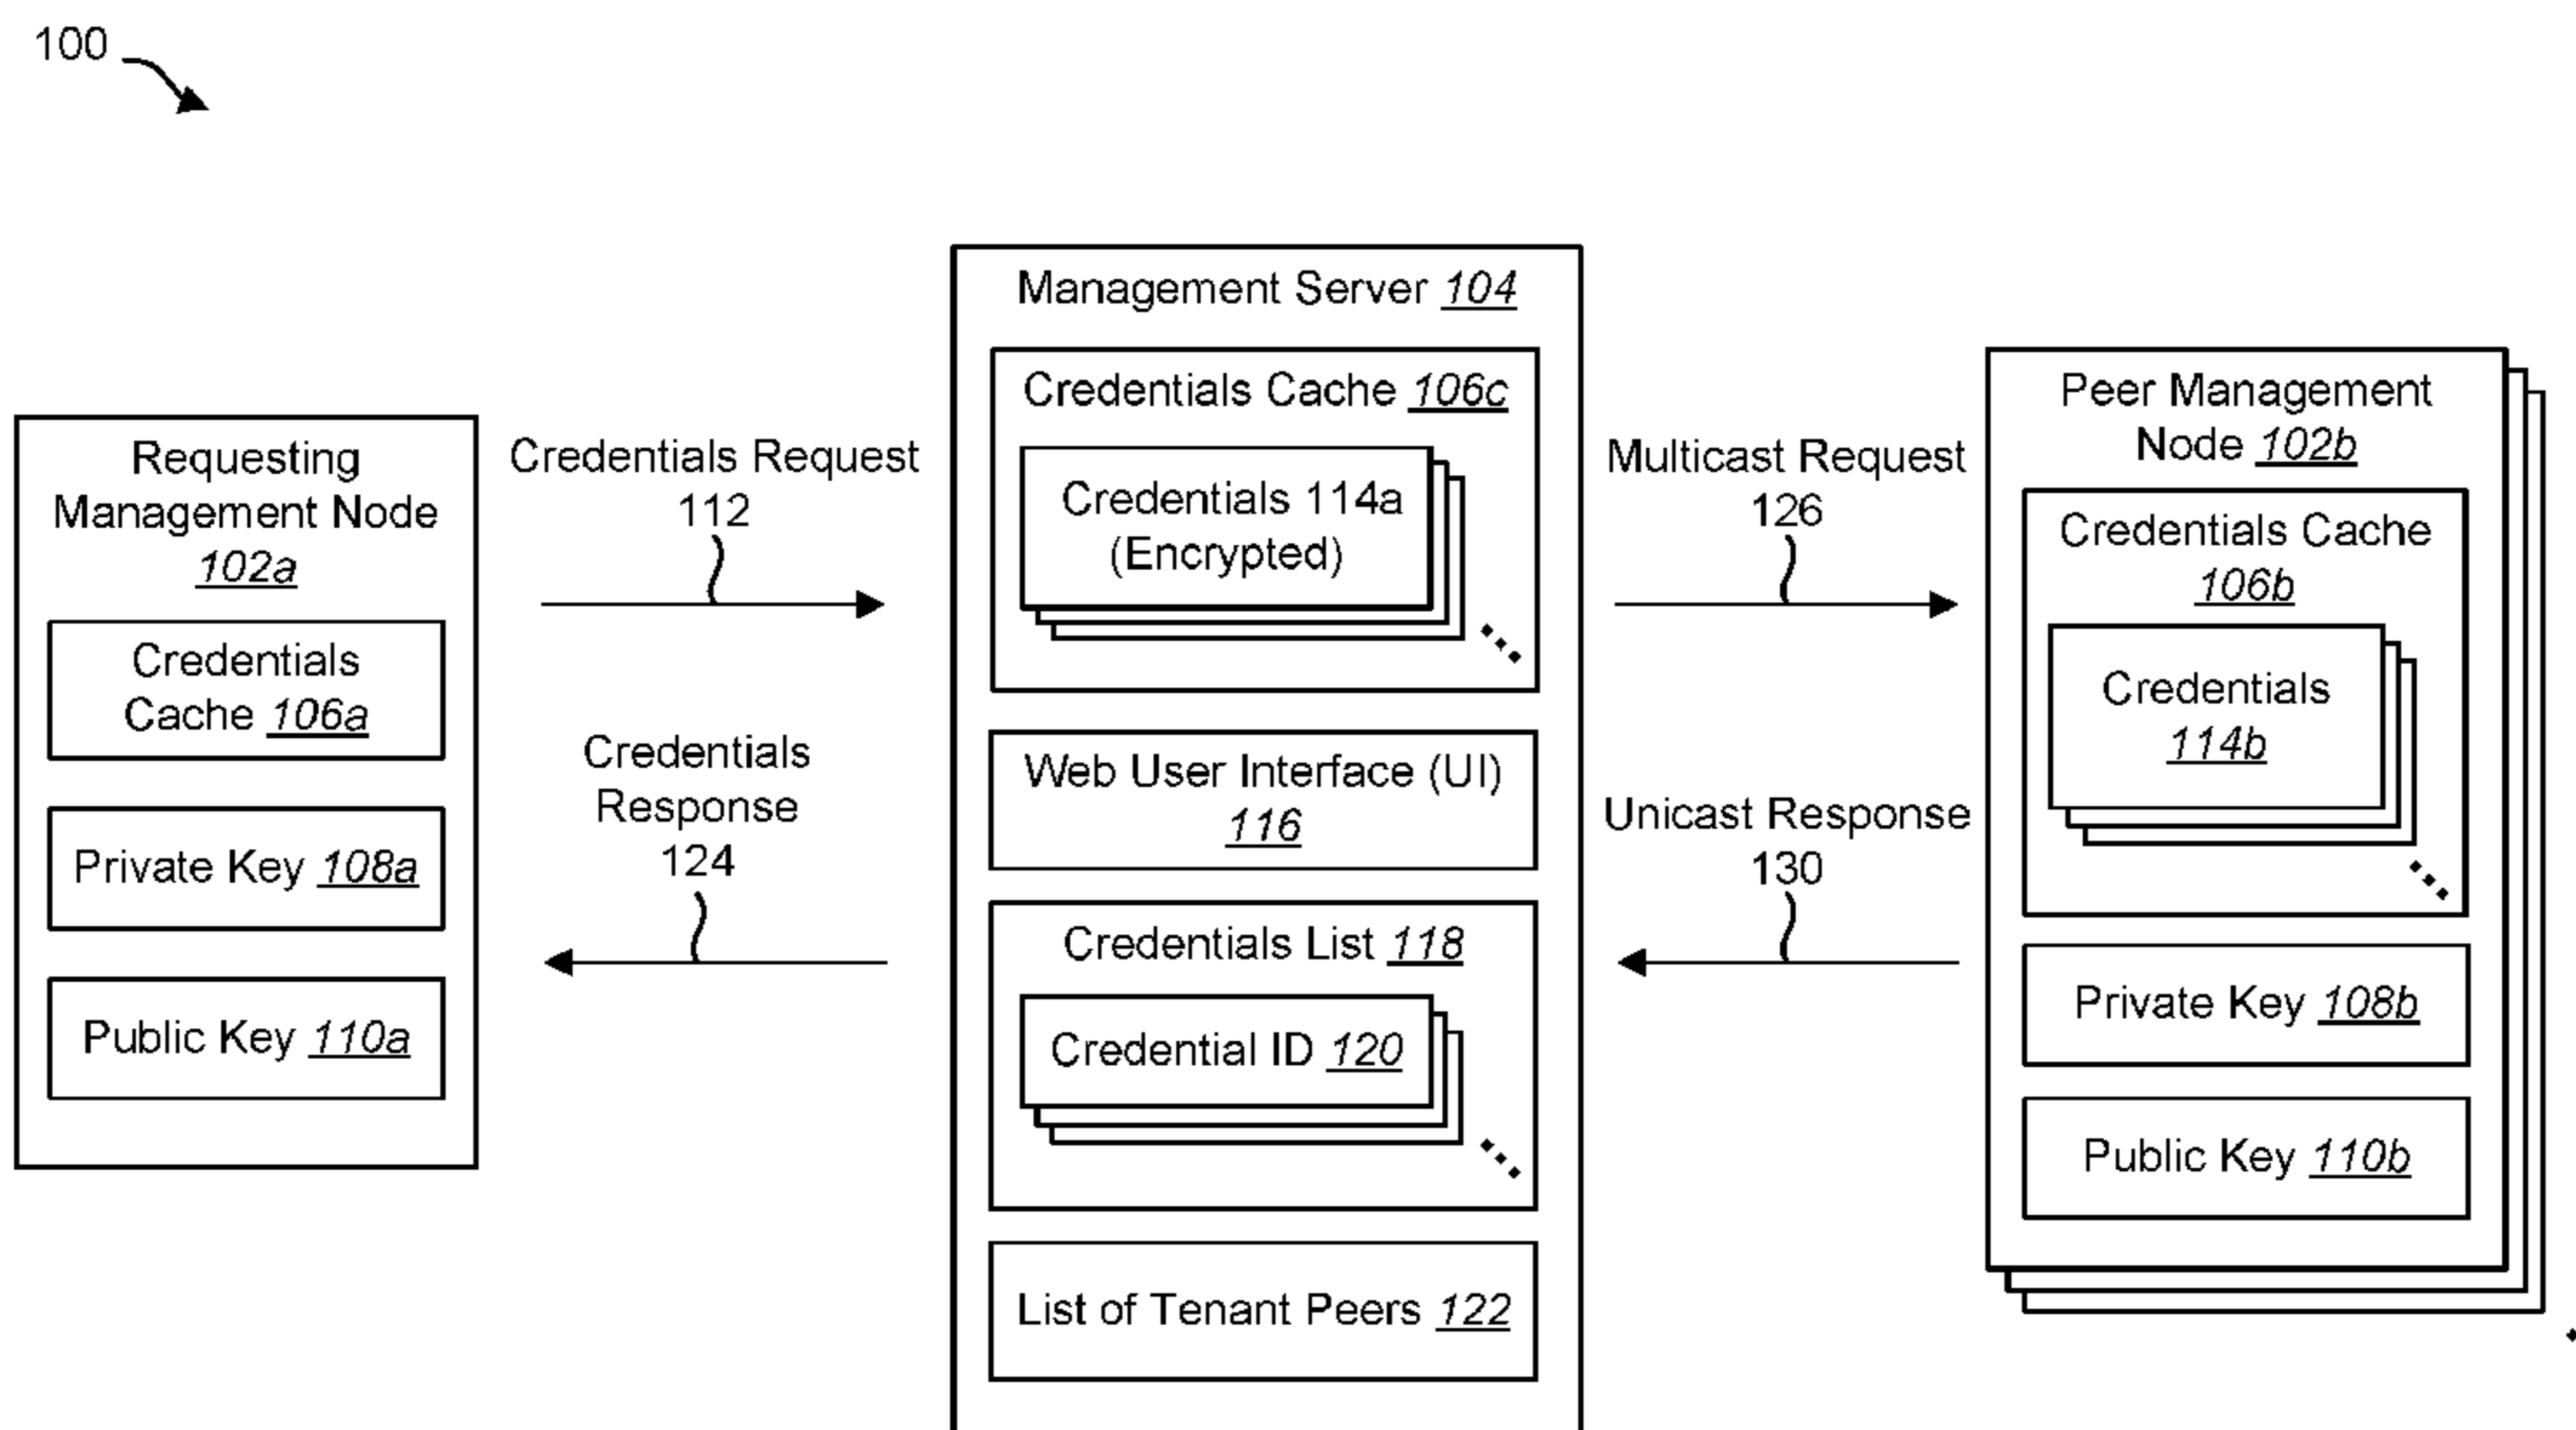 100
Requesting
Management Node
102a
Credentials
Cache 106a
Private Key 108a
Public Key 110a
Credentials Request
112
Credentials
Response
124
Management Server 104
Credentials Cache 106c
Credentials 114a
(Encrypted)
Web User Interface (UI)
116
Credentials List 118
Credential ID 120
List of Tenant Peers 122
Multicast Request
126
Unicast Response
130
Peer Management
Node 102b
Credentials Cache
106b
Credentials
114b
Private Key 108b
Public Key 110b